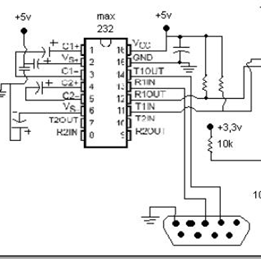 +5v
max
232
+5v
C1+
1
16
VCC
VS+
2
15
GND
C1-
3
14
T1OUT
C2+
4
13
R1IN
C2-
5
12
R1OUT
VS
6
11
T1IN
T2OUT
7
10
T2IN
R2IN
8
9
R2OUT
+3,3v
10k
10